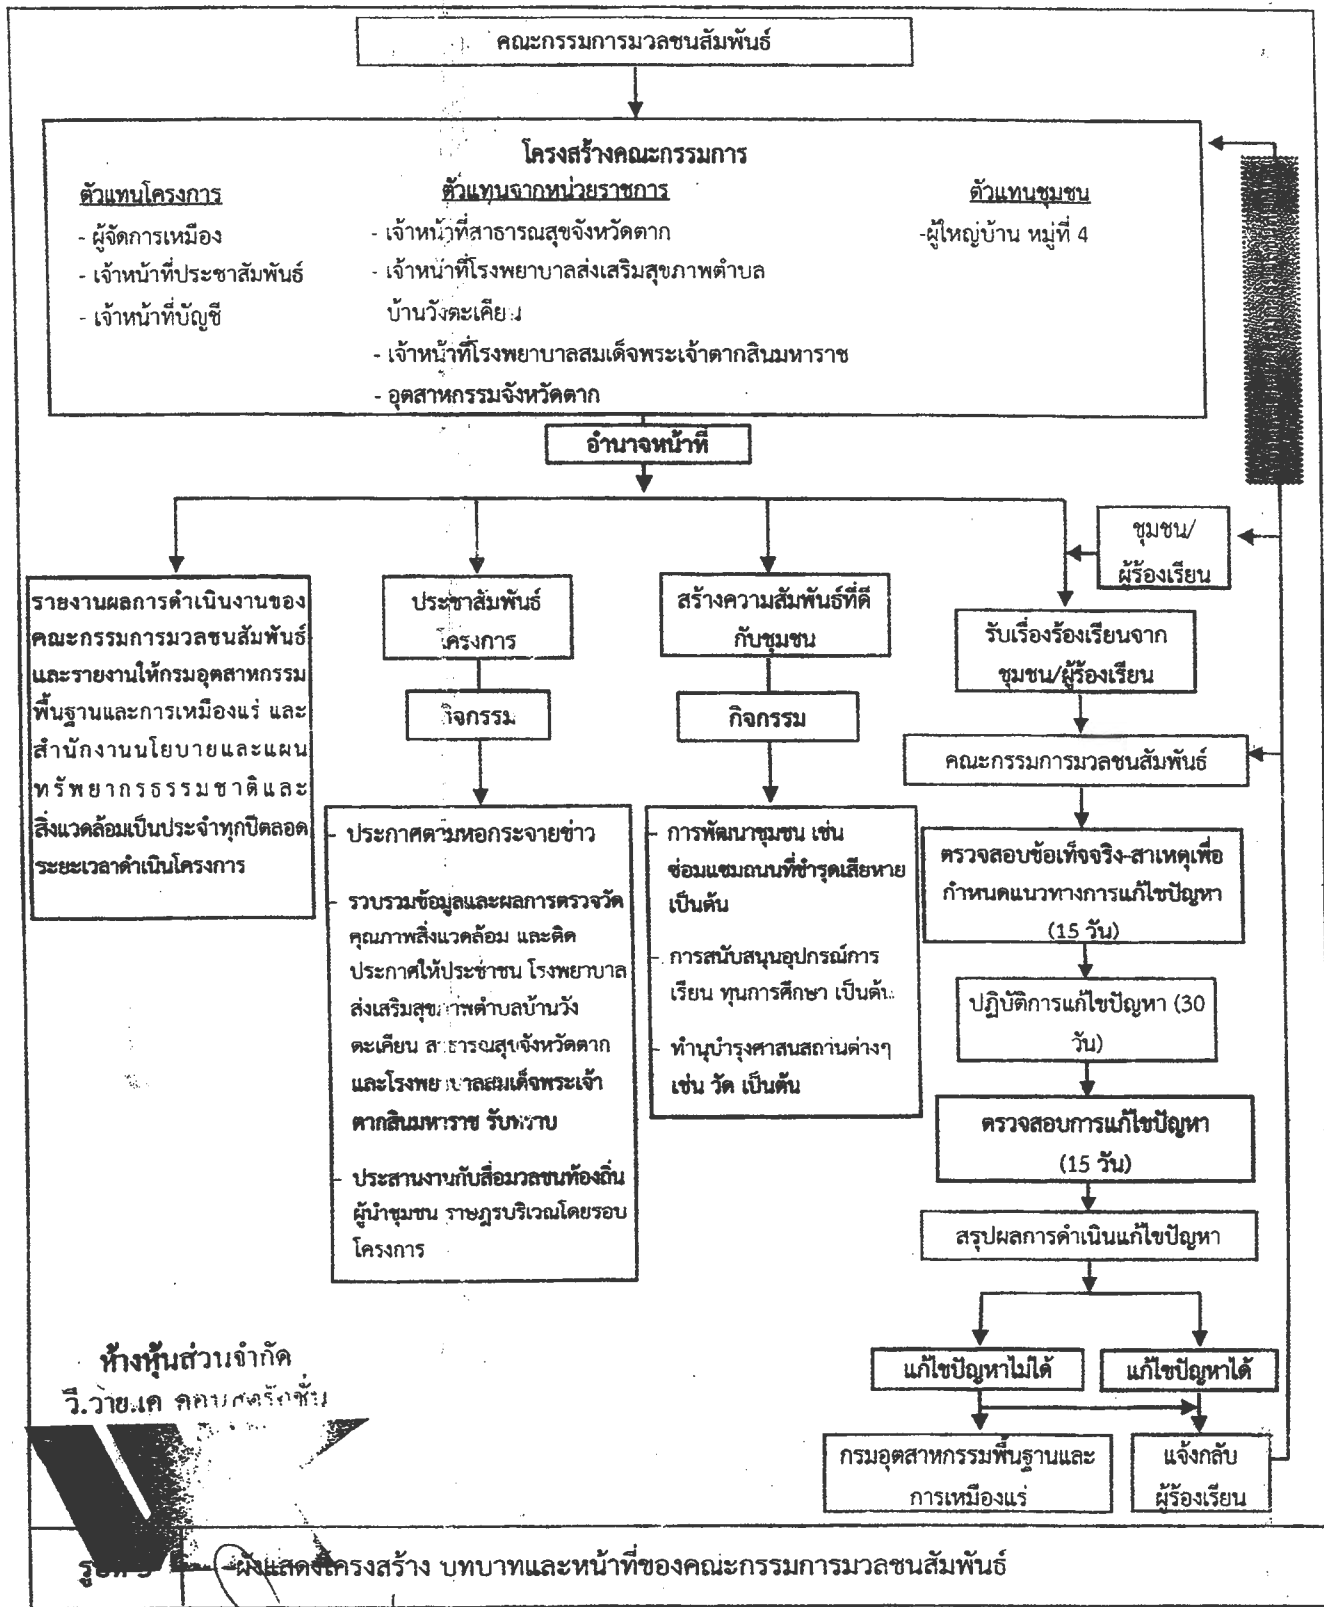 คณะกรรมการมวลชนสัมพันธ์
โครงสร้างคณะกรรมการ
ตัวแทนโครงการ
- ผู้จัดการเหมือง
- เจ้าหน้าที่ประชาสัมพันธ์
- เจ้าหน้าที่บัญชี
ตัวแทนจากหน่วยราชการ
- เจ้าหน้าที่สาธารณสุขจังหวัดตาก
- เจ้าหน้าที่โรงพยาบาลส่งเสริมสุขภาพตำบล
บ้านวังตะเคียน
- เจ้าหน้าที่โรงพยาบาลสมเด็จพระเจ้าตากสินมหาราช
- อุตสาหกรรมจังหวัดตาก
ตัวแทนชุมชน
-ผู้ใหญ่บ้าน หมู่ที่ 4
อำนาจหน้าที่
รายงานผลการดำเนินงานของ
คณะกรรมการมวลชนสัมพันธ์
และรายงานให้กรมอุตสาหกรรม
พื้นฐานและการเหมืองแร่ และ
สำนักงานนโยบายและแผน
ทรัพยากรธรรมชาติและ
สิ่งแวดล้อมเป็นประจำทุกปีตลอด
ระยะเวลาดำเนินโครงการ
ประชาสัมพันธ์
โครงการ
กิจกรรม
- ประกาศตามหอกระจายข่าว
- รวบรวมข้อมูลและผลการตรวจวัด
คุณภาพสิ่งแวดล้อม และติด
ประกาศให้ประชาชน โรงพยาบาล
ส่งเสริมสุขภาพตำบลบ้านวัง
ตะเคียน สาธารณสุขจังหวัดตาก
และโรงพยาบาลสมเด็จพระเจ้า
ตากสินมหาราช รับทราบ
- ประสานงานกับสื่อมวลชนท้องถิ่น
ผู้นำชุมชน ราษฎรบริเวณโดยรอบ
โครงการ
สร้างความสัมพันธ์ที่ดี
กับชุมชน
กิจกรรม
- การพัฒนาชุมชน เช่น
ซ่อมแซมถนนที่ชำรุดเสียหาย
เป็นต้น
- การสนับสนุนอุปกรณ์การ
เรียน ทุนการศึกษา เป็นต้น
- ทำนุบำรุงศาสนสถานต่างๆ
เช่น วัด เป็นต้น
ชุมชน/
ผู้ร้องเรียน
รับเรื่องร้องเรียนจาก
ชุมชน/ผู้ร้องเรียน
คณะกรรมการมวลชนสัมพันธ์
ตรวจสอบข้อเท็จจริง-สาเหตุเพื่อ
กำหนดแนวทางการแก้ไขปัญหา
(15 วัน)
ปฏิบัติการแก้ไขปัญหา (30
วัน)
ตรวจสอบการแก้ไขปัญหา
(15 วัน)
สรุปผลการดำเนินแก้ไขปัญหา
แก้ไขปัญหาไม่ได้
แก้ไขปัญหาได้
กรมอุตสาหกรรมพื้นฐานและ
การเหมืองแร่
แจ้งกลับ
ผู้ร้องเรียน
ห้างหุ้นส่วนจำกัด
วี.วาย.เค คอนสตรัคชั่น
ผังแสดงโครงสร้าง บทบาทและหน้าที่ของคณะกรรมการมวลชนสัมพันธ์